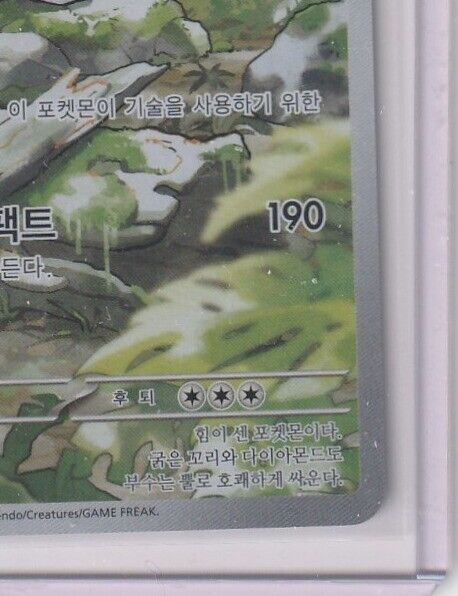 이 포켓몬이 기술을 사용하기 위한
팩트 190
든다.
후퇴
힘이 센 포켓몬이다.
굵은 꼬리와 다이아몬드도
부수는 뿔로 호쾌하게 싸운다.
endo/Creatures/GAME FREAK.